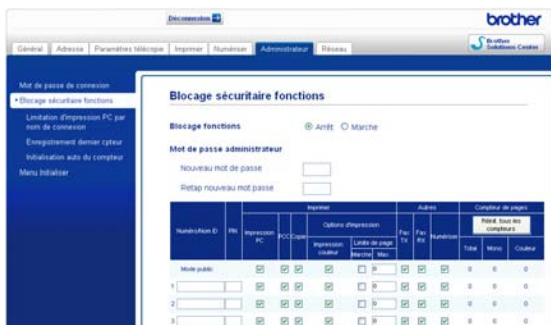 Déconnexion
brother
Général Adresse Paramètres télécopie Imprimer Numériser Administrateur Réseau
Brother Solutions Center
Mot de passe de connexion
Blocage sécuritaire fonctions
Limitation d'impression PC par nom de connexion
Enregistrement dernier cpteur
Initialisation auto du compteur
Menu Initialiser
Blocage sécuritaire fonctions
Blocage fonctions Arrêt Marche
Mot de passe administrateur
Nouveau mot de passe
Retap nouveau mot passe
Imprimer Autres Compteur de pages
Numéro/Nom ID PIN Impression PC PCC Copie Options d'impression Fax TX Fax RX Numériser Réinit. tous les compteurs
Impression couleur Limite de page Total Mono Couleur
Marche Max.
Mode public 0 0 0 0
1 0 0 0 0
2 0 0 0 0
3 0 0 0 0